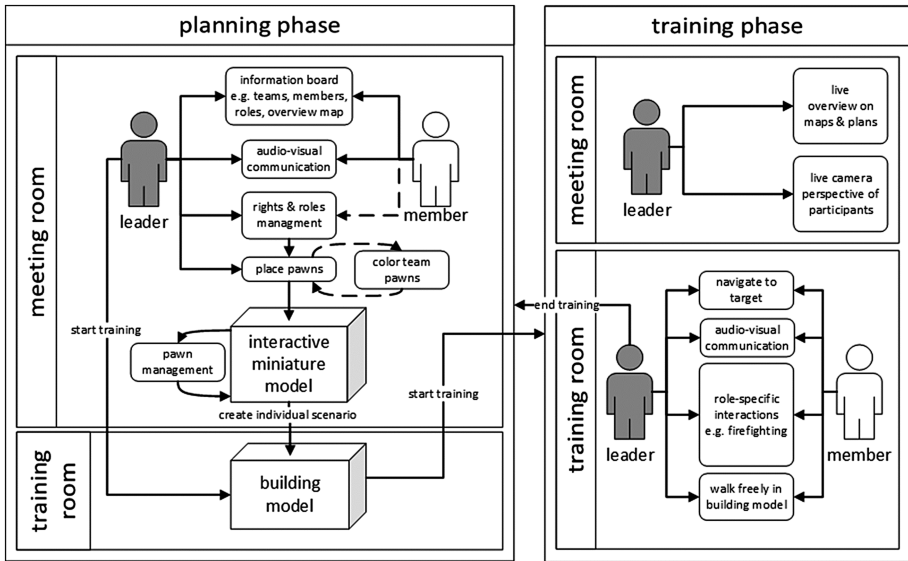 planning phase
meeting room
leader
information board
e.g. teams, members,
roles, overview map
audio-visual
communication
rights & roles
managment
place pawns
color team
pawns
member
start training
pawn
management
interactive
miniature
model
create individual scenario
start training
training
room
building
model
training phase
meeting room
leader
live
overview on
maps & plans
live camera
perspective of
participants
training room
end training
leader
navigate to
target
audio-visual
communication
role-specific
interactions
e.g. firefighting
walk freely in
building model
member